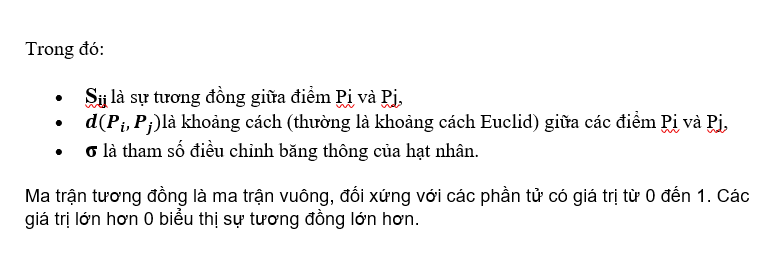 Trong đó:
• Sij là sự tương đồng giữa điểm Pi và Pj,
• d(Pi, Pj)là khoảng cách (thường là khoảng cách Euclid) giữa các điểm Pi và Pj,
• σ là tham số điều chỉnh băng thông của hạt nhân.
Ma trận tương đồng là ma trận vuông, đối xứng với các phần tử có giá trị từ 0 đến 1. Các
giá trị lớn hơn 0 biểu thị sự tương đồng lớn hơn.